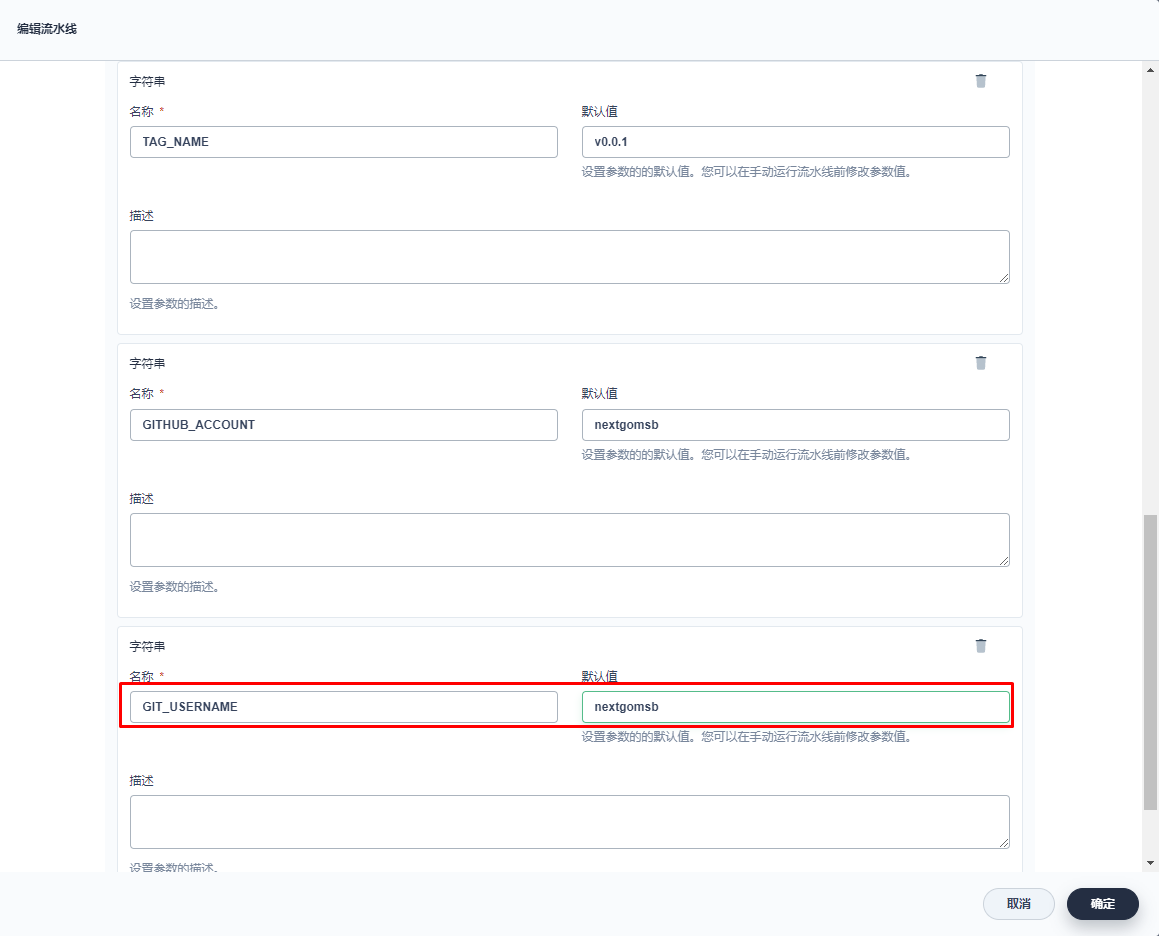 编辑流水线
字符串
名称 * 默认值
TAG_NAME v0.0.1
设置参数的的默认值。您可以在手动运行流水线前修改参数值。
描述
设置参数的描述。
字符串
名称 * 默认值
GITHUB_ACCOUNT nextgomsb
设置参数的的默认值。您可以在手动运行流水线前修改参数值。
描述
设置参数的描述。
字符串
名称 * 默认值
GIT_USERNAME nextgomsb
设置参数的的默认值。您可以在手动运行流水线前修改参数值。
描述
设置参数的描述。
取消 确定